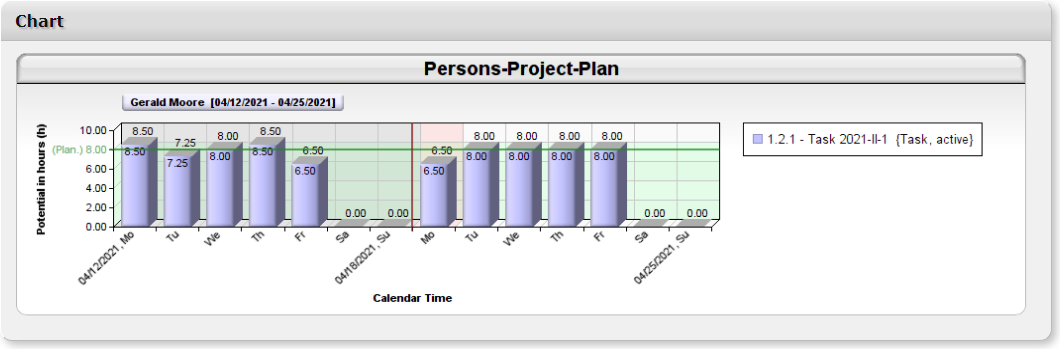 Chart
Persons-Project-Plan
Gerald Moore [04/12/2021 - 04/25/2021]
Potential in hours (h)
10.00
(Plan.) 8.00
6.00
4.00
2.00
0.00
8.50 7.25 8.00 8.50 6.50 0.00 0.00 6.50 8.00 8.00 8.00 8.00 0.00 0.00
8.50 7.25 8.00 8.50 6.50 6.50 8.00 8.00 8.00 8.00
04/12/2021, Mo Tu We Th Fr Sa 04/18/2021, Su Mo Tu We Th Fr Sa 04/25/2021, Su
Calendar Time
1.2.1 - Task 2021-II-1 {Task, active}